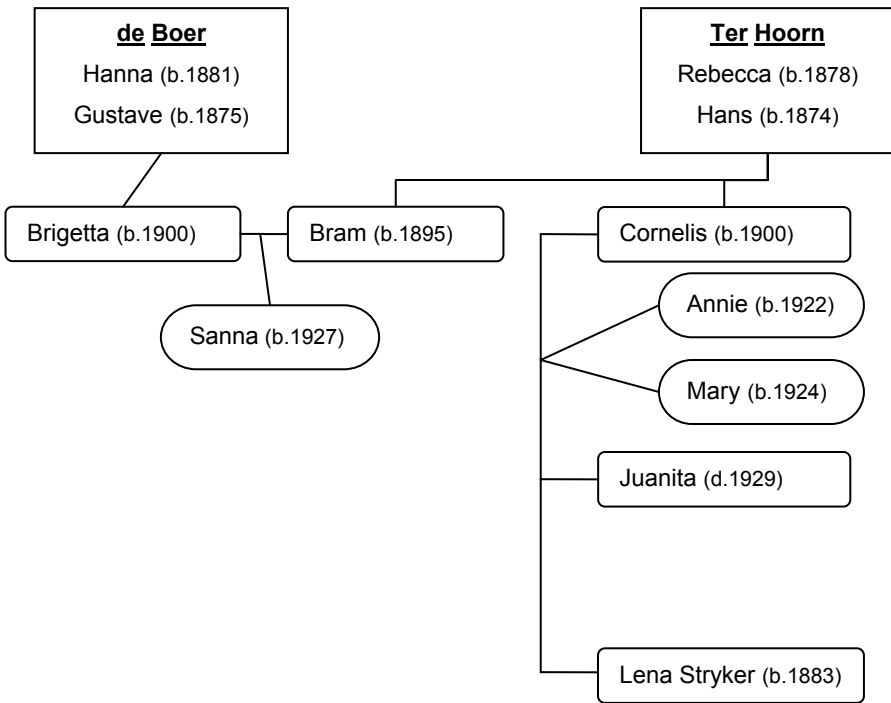 de Boer
Hanna (b.1881)
Gustave (b.1875)
Ter Hoorn
Rebecca (b.1878)
Hans (b.1874)
Brigetta (b.1900)
Bram (b.1895)
Cornelis (b.1900)
Sanna (b.1927)
Annie (b.1922)
Mary (b.1924)
Juanita (d.1929)
Lena Stryker (b.1883)